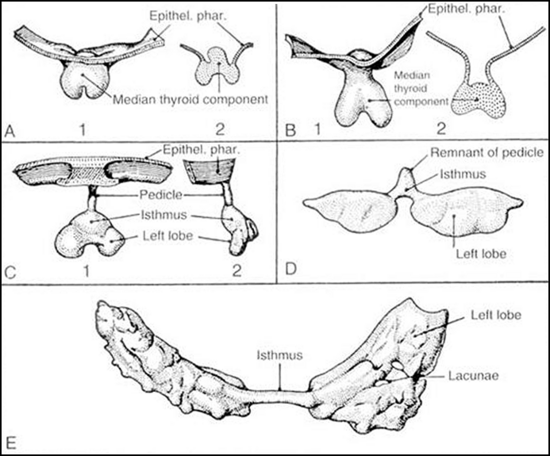 Epithel. phar.
Median thyroid component
A
1
2
Epithel. phar.
Median
thyroid
component
B
1
2
Epithel. phar.
Pedicle
Isthmus
Left lobe
C
1
2
Remnant of pedicle
Isthmus
Left lobe
D
Left lobe
Isthmus
Lacunae
E